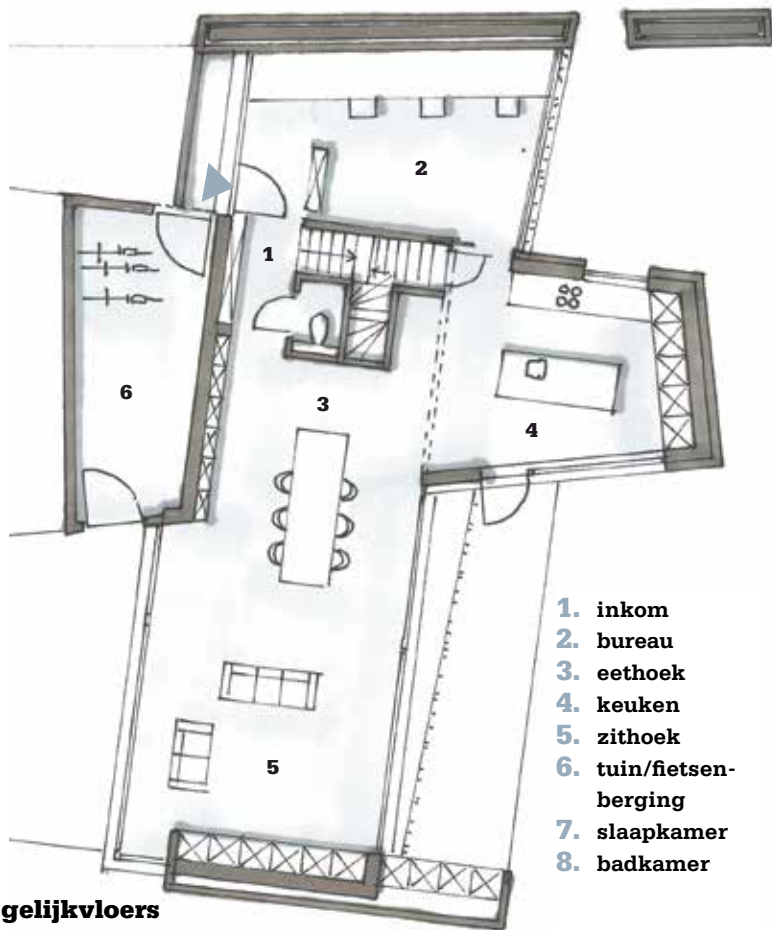 2
1
3
6
4
5
1. inkom
2. bureau
3. eethoek
4. keuken
5. zithoek
6. tuin/fietsen-
berging
7. slaapkamer
8. badkamer
gelijkvloers